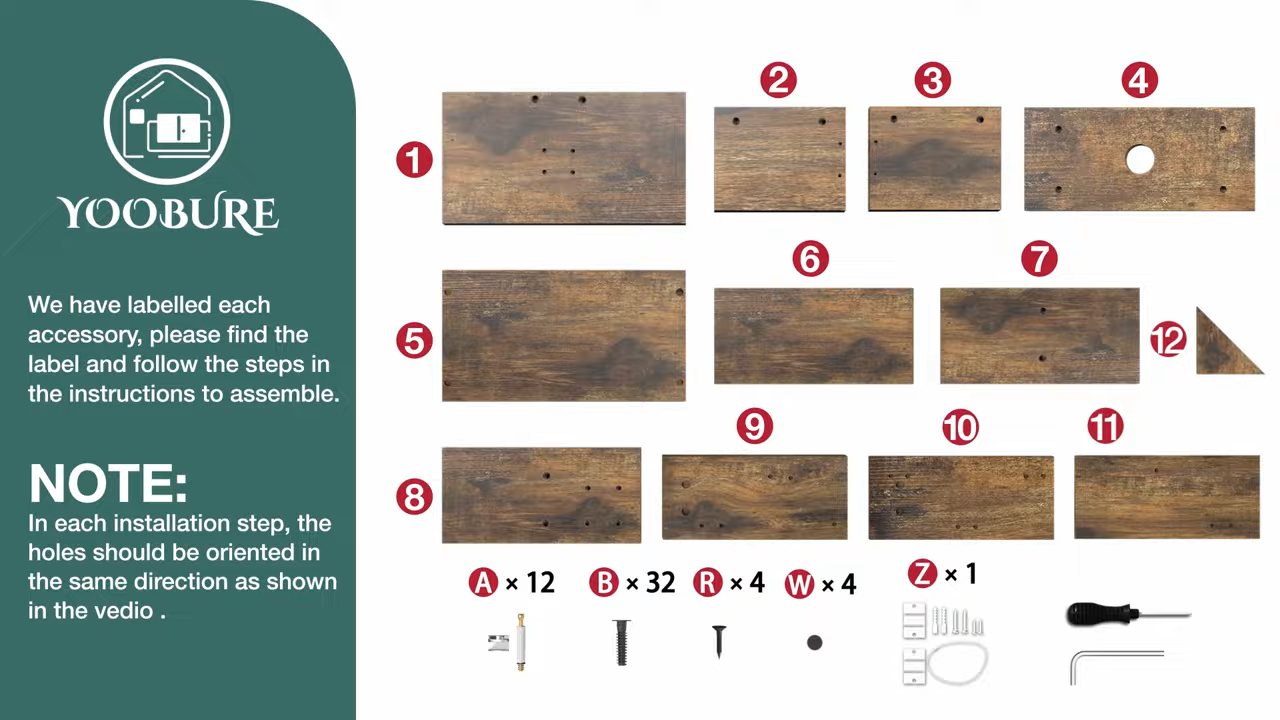 YOOBURE
We have labelled each
accessory, please find the
label and follow the steps in
the instructions to assemble.
NOTE:
In each installation step, the
holes should be oriented in
the same direction as shown
in the vedio .
1
2
3
4
5
6
7
12
8
9
10
11
A × 12
B × 32
R × 4
W × 4
Z × 1